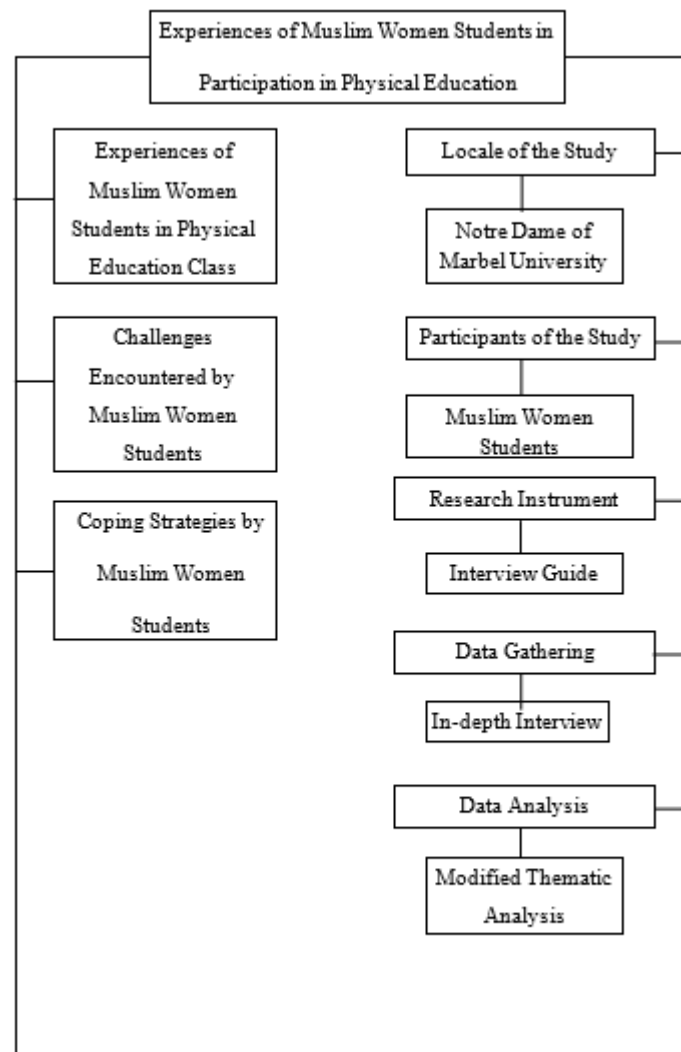 Experiences of Muslim Women Students in
Participation in Physical Education
Experiences of
Muslim Women
Students in Physical
Education Class
Challenges
Encountered by
Muslim Women
Students
Coping Strategies by
Muslim Women
Students
Locale of the Study
Notre Dame of
Marbel University
Participants of the Study
Muslim Women
Students
Research Instrument
Interview Guide
Data Gathering
In-depth Interview
Data Analysis
Modified Thematic
Analysis